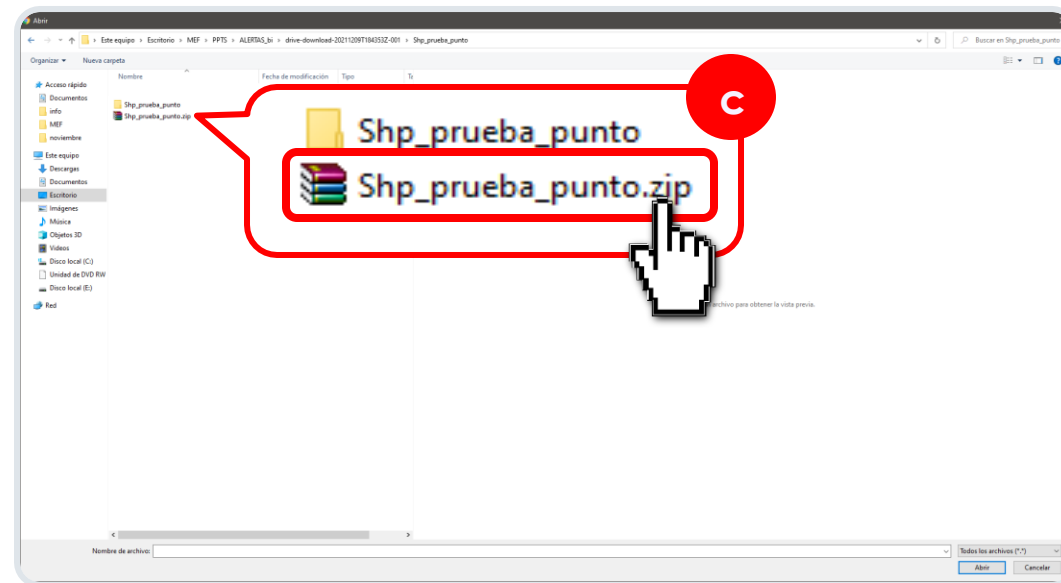 Abrir
Este equipo › Escritorio › MEF › PPTS › ALERTAS_bi › drive-download-20211209T184353Z-001 › Shp_prueba_punto
Buscar en Shp_prueba_punto
Organizar
Nueva carpeta
Nombre
Fecha de modificación
Tipo
Acceso rápido
Documentos
info
MEF
noviembre
Este equipo
Descargas
Documentos
Escritorio
Imágenes
Música
Objetos 3D
Videos
Disco local (C:)
Unidad de DVD RW
Disco local (E:)
Red
Shp_prueba_punto
Shp_prueba_punto.zip
C
Shp_prueba_punto
Shp_prueba_punto.zip
archivo para obtener la vista previa.
Nombre de archivo:
Todos los archivos (*.*)
Abrir
Cancelar